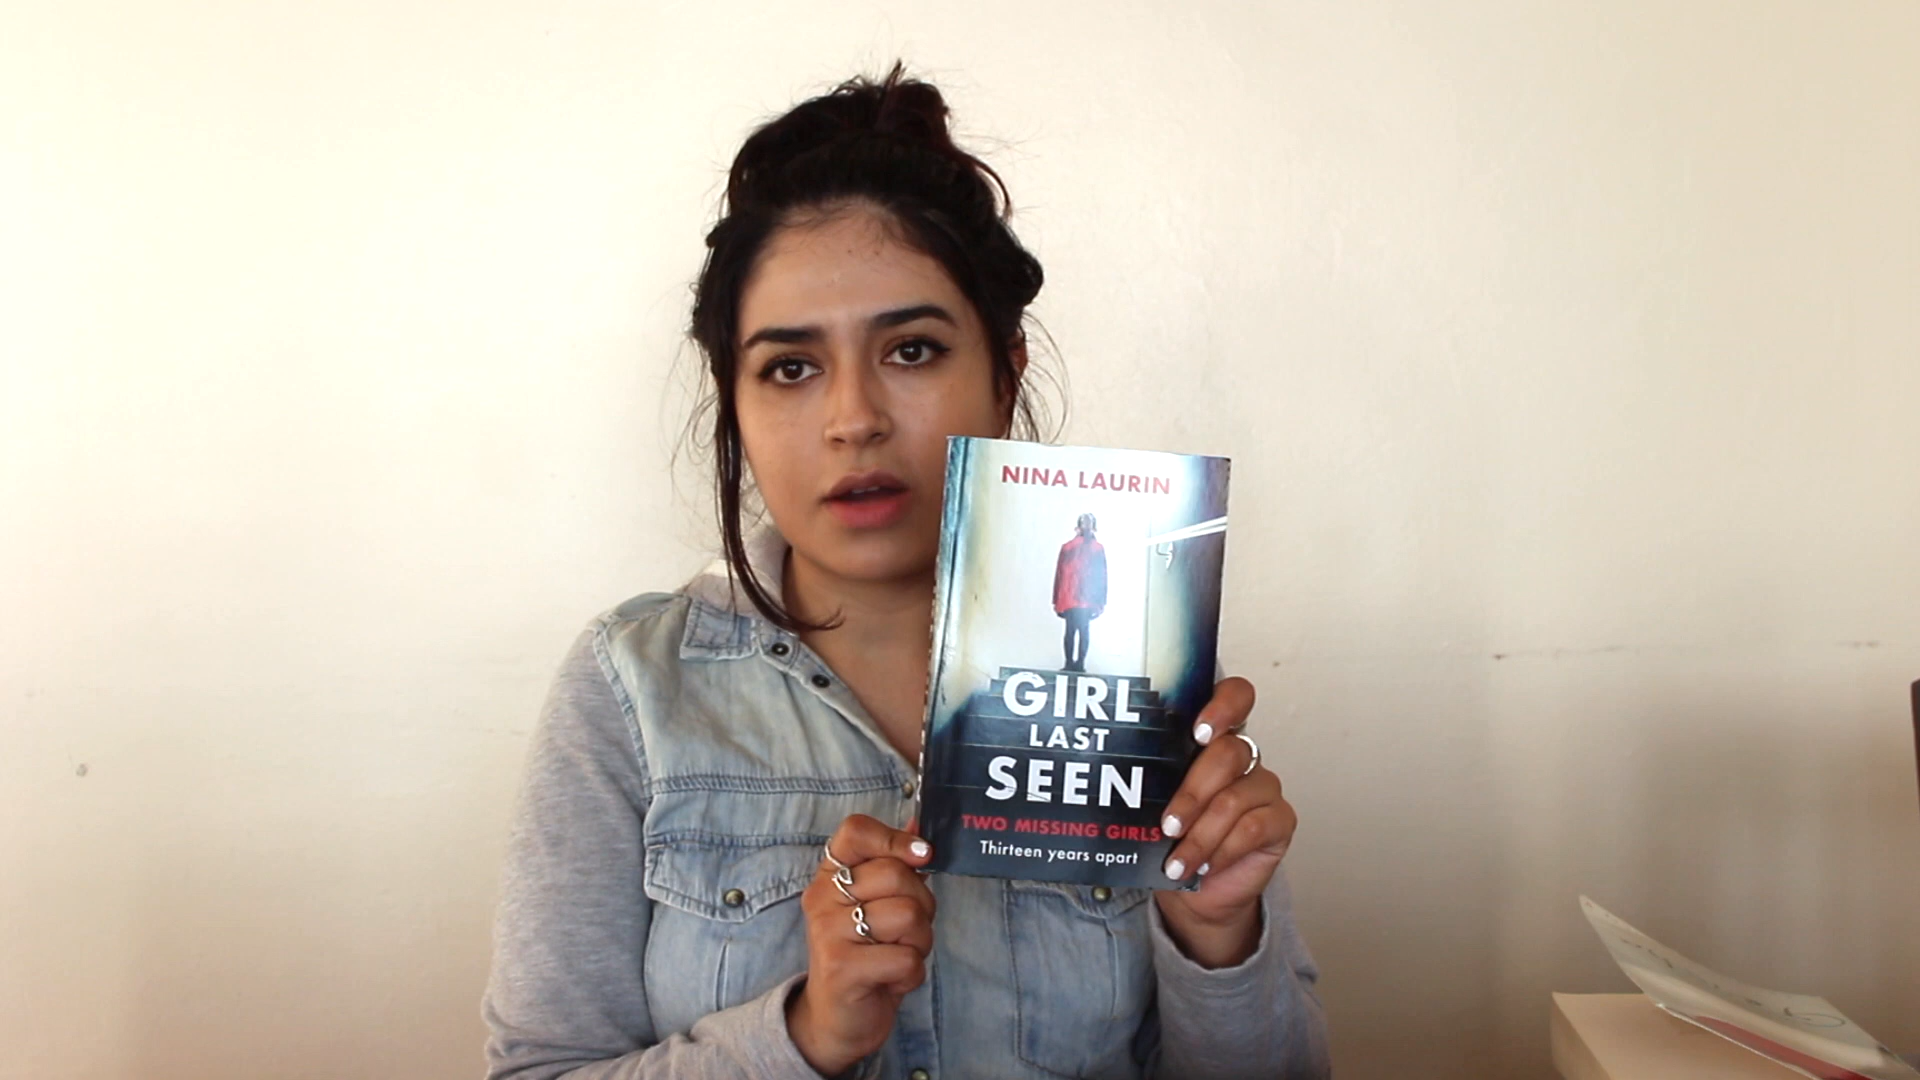 NINA LAURIN
GIRL
LAST
SEEN
TWO MISSING GIRLS
Thirteen years apart